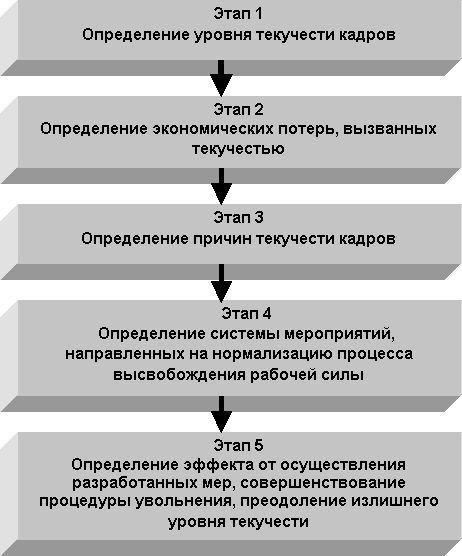 Этап 1
Определение уровня текучести кадров
Этап 2
Определение экономических потерь, вызванных
текучестью
Этап 3
Определение причин текучести кадров
Этап 4
Определение системы мероприятий,
направленных на нормализацию процесса
высвобождения рабочей силы
Этап 5
Определение эффекта от осуществления
разработанных мер, совершенствование
процедуры увольнения, преодоление излишнего
уровня текучести